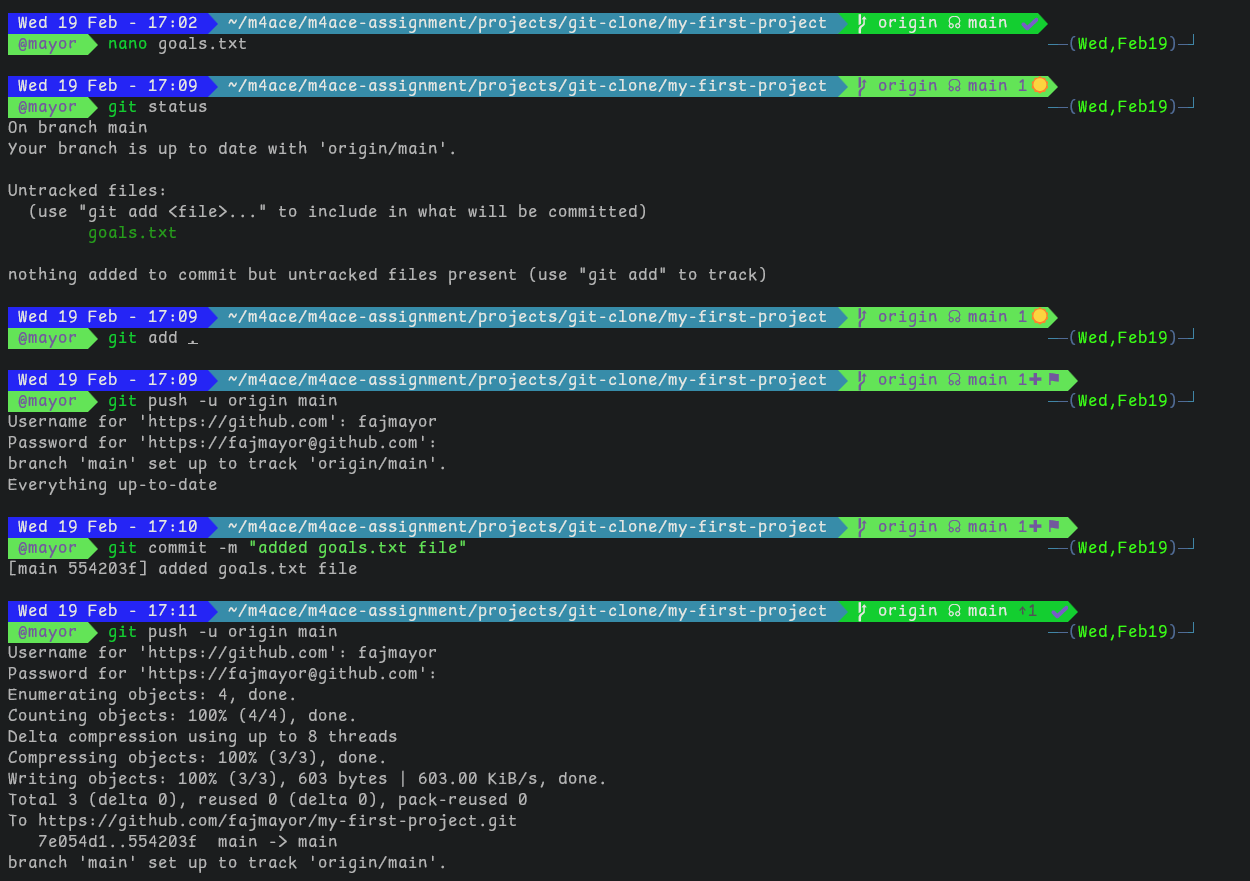 Wed 19 Feb - 17:02 ~/m4ace/m4ace-assignment/projects/git-clone/my-first-project origin main ✔
@mayor nano goals.txt (Wed,Feb19)
Wed 19 Feb - 17:09 ~/m4ace/m4ace-assignment/projects/git-clone/my-first-project origin main 1
@mayor git status (Wed,Feb19)
On branch main
Your branch is up to date with 'origin/main'.
Untracked files:
(use "git add <file>..." to include in what will be committed)
goals.txt
nothing added to commit but untracked files present (use "git add" to track)
Wed 19 Feb - 17:09 ~/m4ace/m4ace-assignment/projects/git-clone/my-first-project origin main 1
@mayor git add . (Wed,Feb19)
Wed 19 Feb - 17:09 ~/m4ace/m4ace-assignment/projects/git-clone/my-first-project origin main 1+
@mayor git push -u origin main (Wed,Feb19)
Username for 'https://github.com': fajmayor
Password for 'https://fajmayor@github.com':
branch 'main' set up to track 'origin/main'.
Everything up-to-date
Wed 19 Feb - 17:10 ~/m4ace/m4ace-assignment/projects/git-clone/my-first-project origin main 1+
@mayor git commit -m "added goals.txt file" (Wed,Feb19)
[main 554203f] added goals.txt file
Wed 19 Feb - 17:11 ~/m4ace/m4ace-assignment/projects/git-clone/my-first-project origin main ↑1 ✔
@mayor git push -u origin main (Wed,Feb19)
Username for 'https://github.com': fajmayor
Password for 'https://fajmayor@github.com':
Enumerating objects: 4, done.
Counting objects: 100% (4/4), done.
Delta compression using up to 8 threads
Compressing objects: 100% (3/3), done.
Writing objects: 100% (3/3), 603 bytes | 603.00 KiB/s, done.
Total 3 (delta 0), reused 0 (delta 0), pack-reused 0
To https://github.com/fajmayor/my-first-project.git
7e054d1..554203f main -> main
branch 'main' set up to track 'origin/main'.